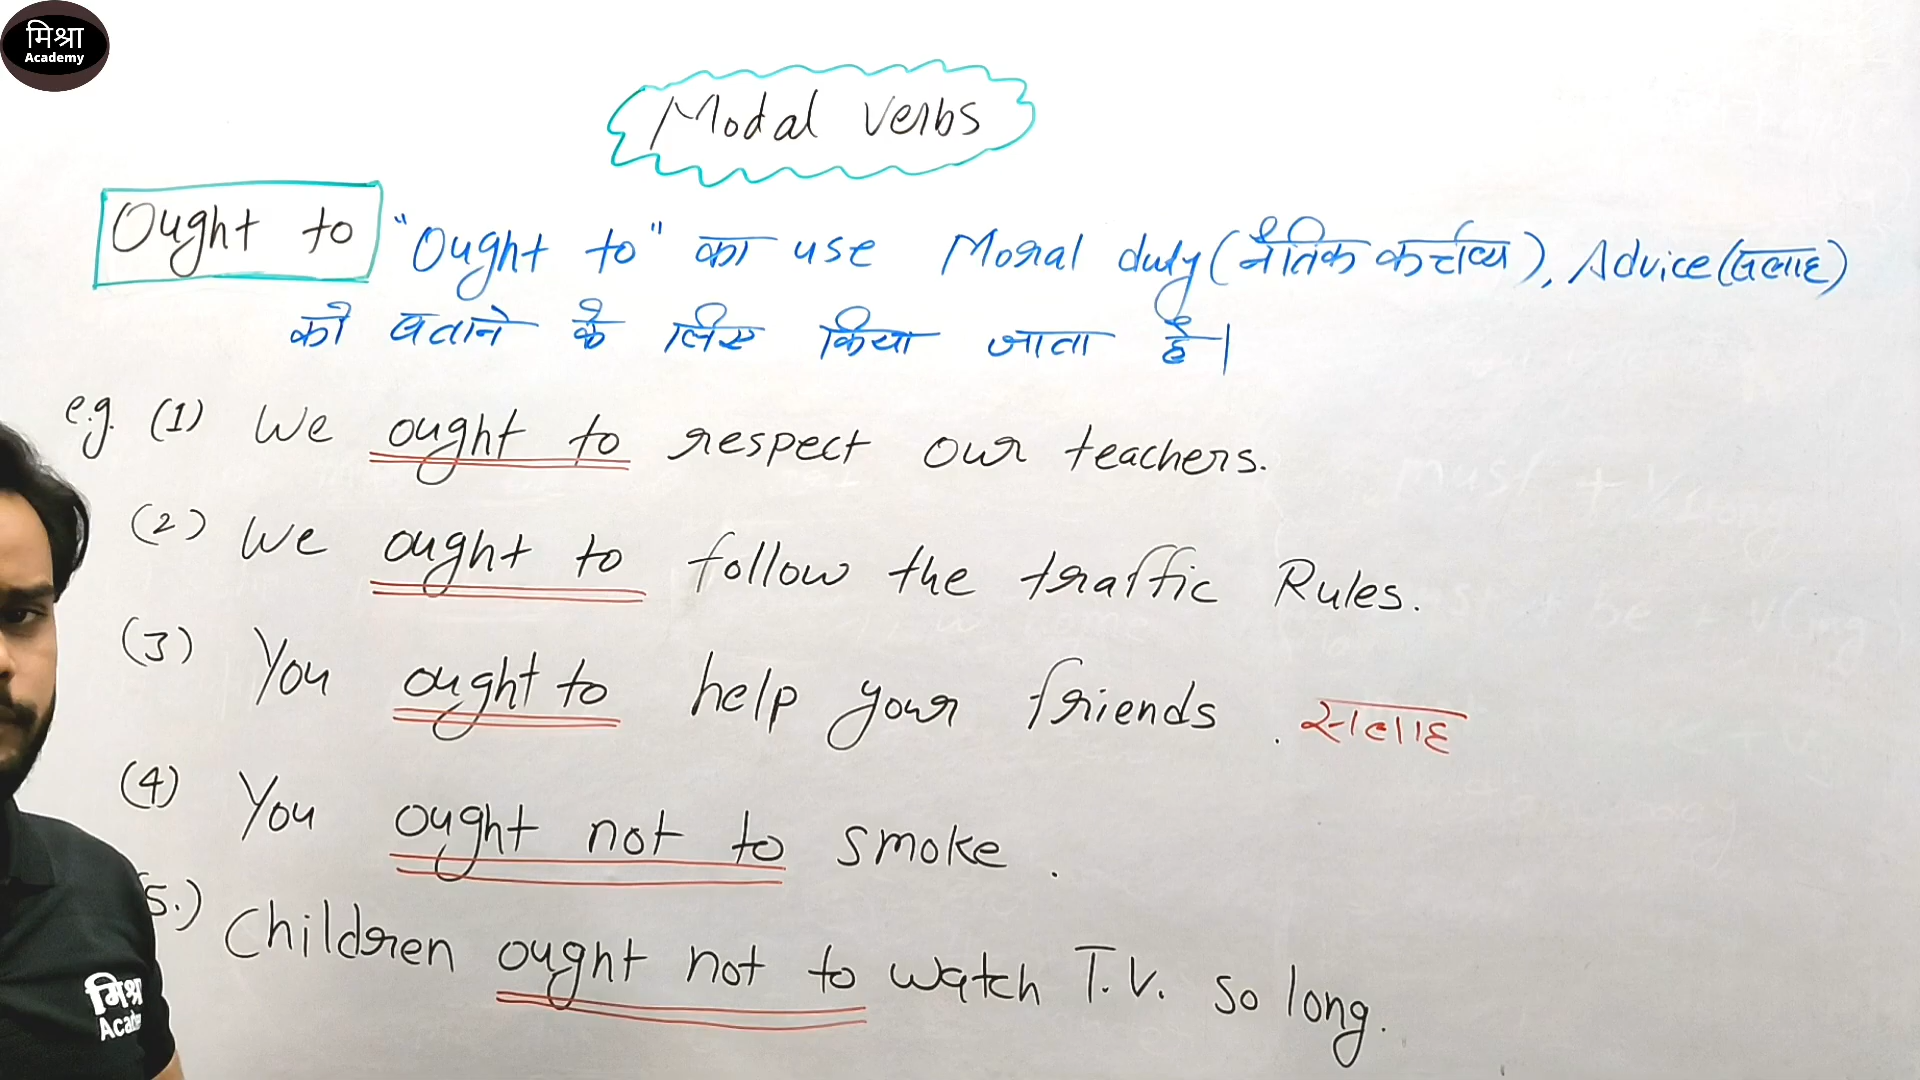 मिश्रा
Academy
Modal verbs
Ought to
"Ought to" का use Moral duty (नैतिक कर्त्तव्य), Advice (सलाह)
को बताने के लिए किया जाता है।
e.g. (1) We ought to respect our teachers.
(2) We ought to follow the traffic Rules.
(3) You ought to help your friends. सलाह
(4) You ought not to smoke.
(5.) Children ought not to watch T.V. so long.
मिश्रा
Acade